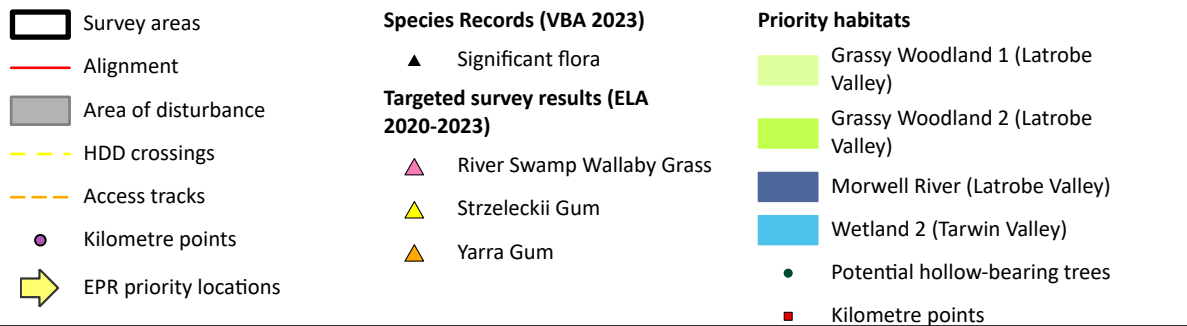 Survey areas
Alignment
Area of disturbance
HDD crossings
Access tracks
Kilometre points
EPR priority locations
Species Records (VBA 2023)
Significant flora
Targeted survey results (ELA
2020-2023)
River Swamp Wallaby Grass
Strzeleckii Gum
Yarra Gum
Priority habitats
Grassy Woodland 1 (Latrobe
Valley)
Grassy Woodland 2 (Latrobe
Valley)
Morwell River (Latrobe Valley)
Wetland 2 (Tarwin Valley)
Potential hollow-bearing trees
Kilometre points